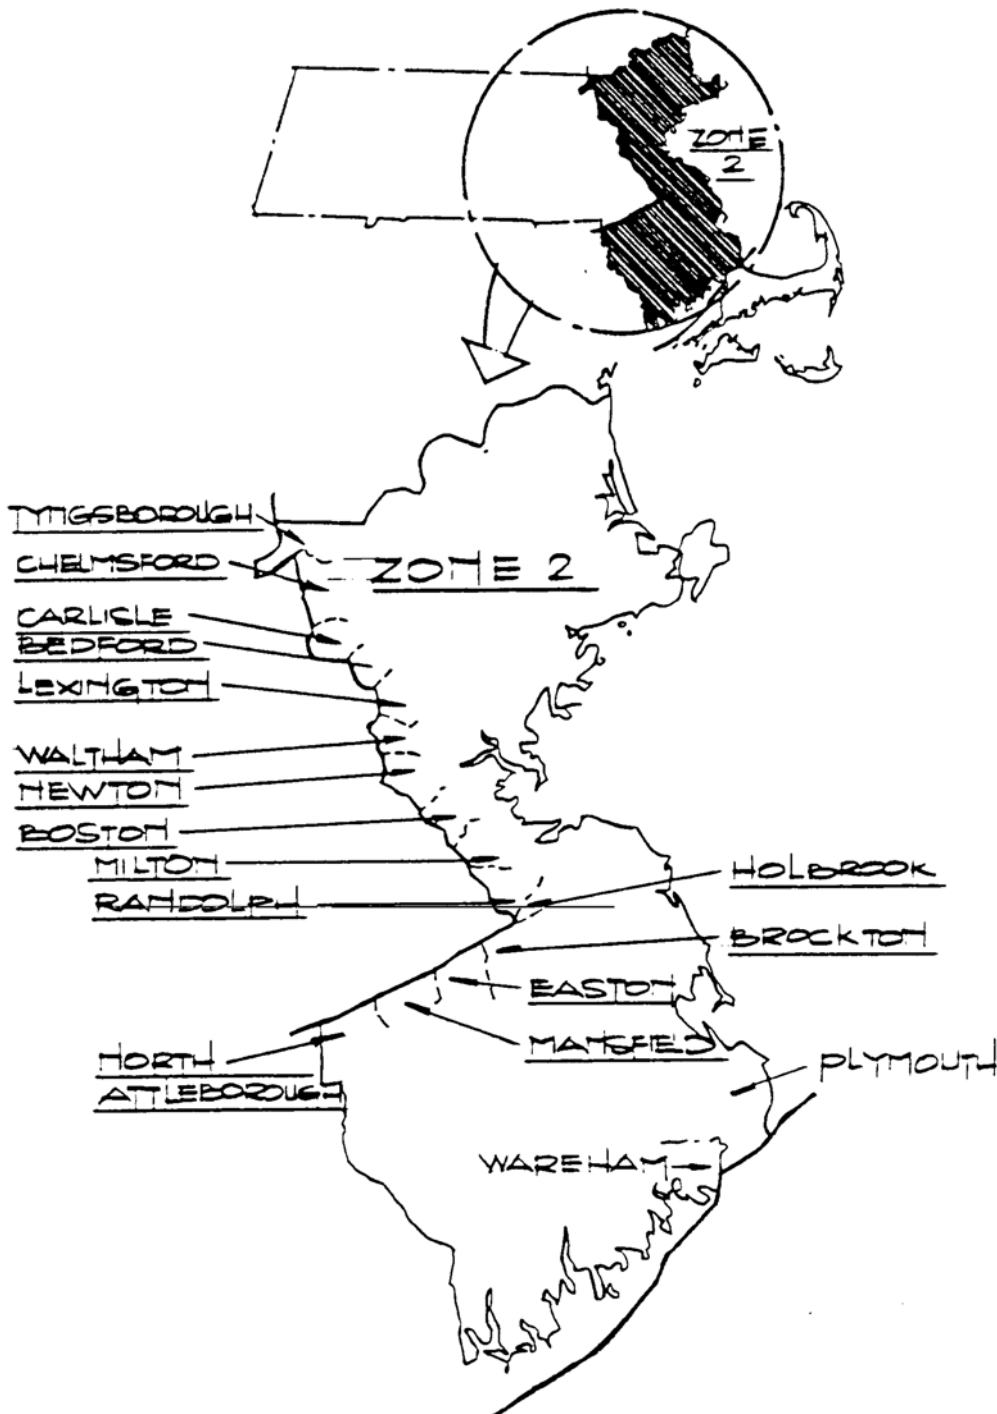 ZONE
2
TYNGSBOROUGH
CHELMSFORD
ZONE 2
CARLISLE
BEDFORD
LEXINGTON
WALTHAM
NEWTON
BOSTON
MILTON
HOLBROOK
RANDOLPH
BROCKTON
EASTON
MANSFIELD
NORTH
ATTLEBOROUGH
PLYMOUTH
WAREHAM